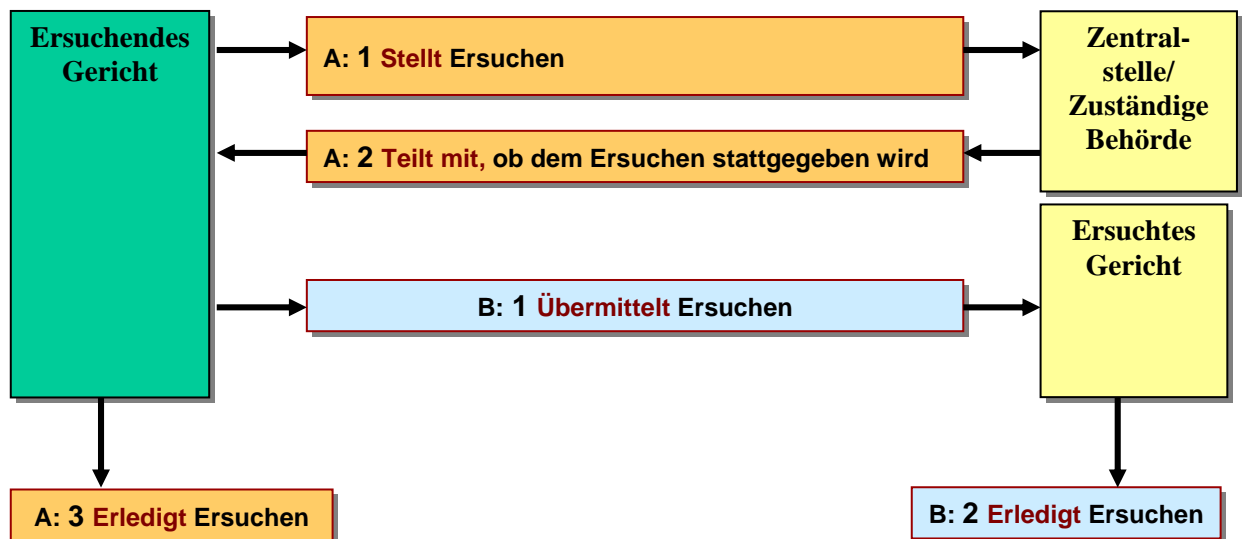 Ersuchendes
Gericht
A: 1 Stellt Ersuchen
Zentral-
stelle/
Zuständige
Behörde
A: 2 Teilt mit, ob dem Ersuchen stattgegeben wird
Ersuchtes
Gericht
B: 1 Übermittelt Ersuchen
A: 3 Erledigt Ersuchen
B: 2 Erledigt Ersuchen